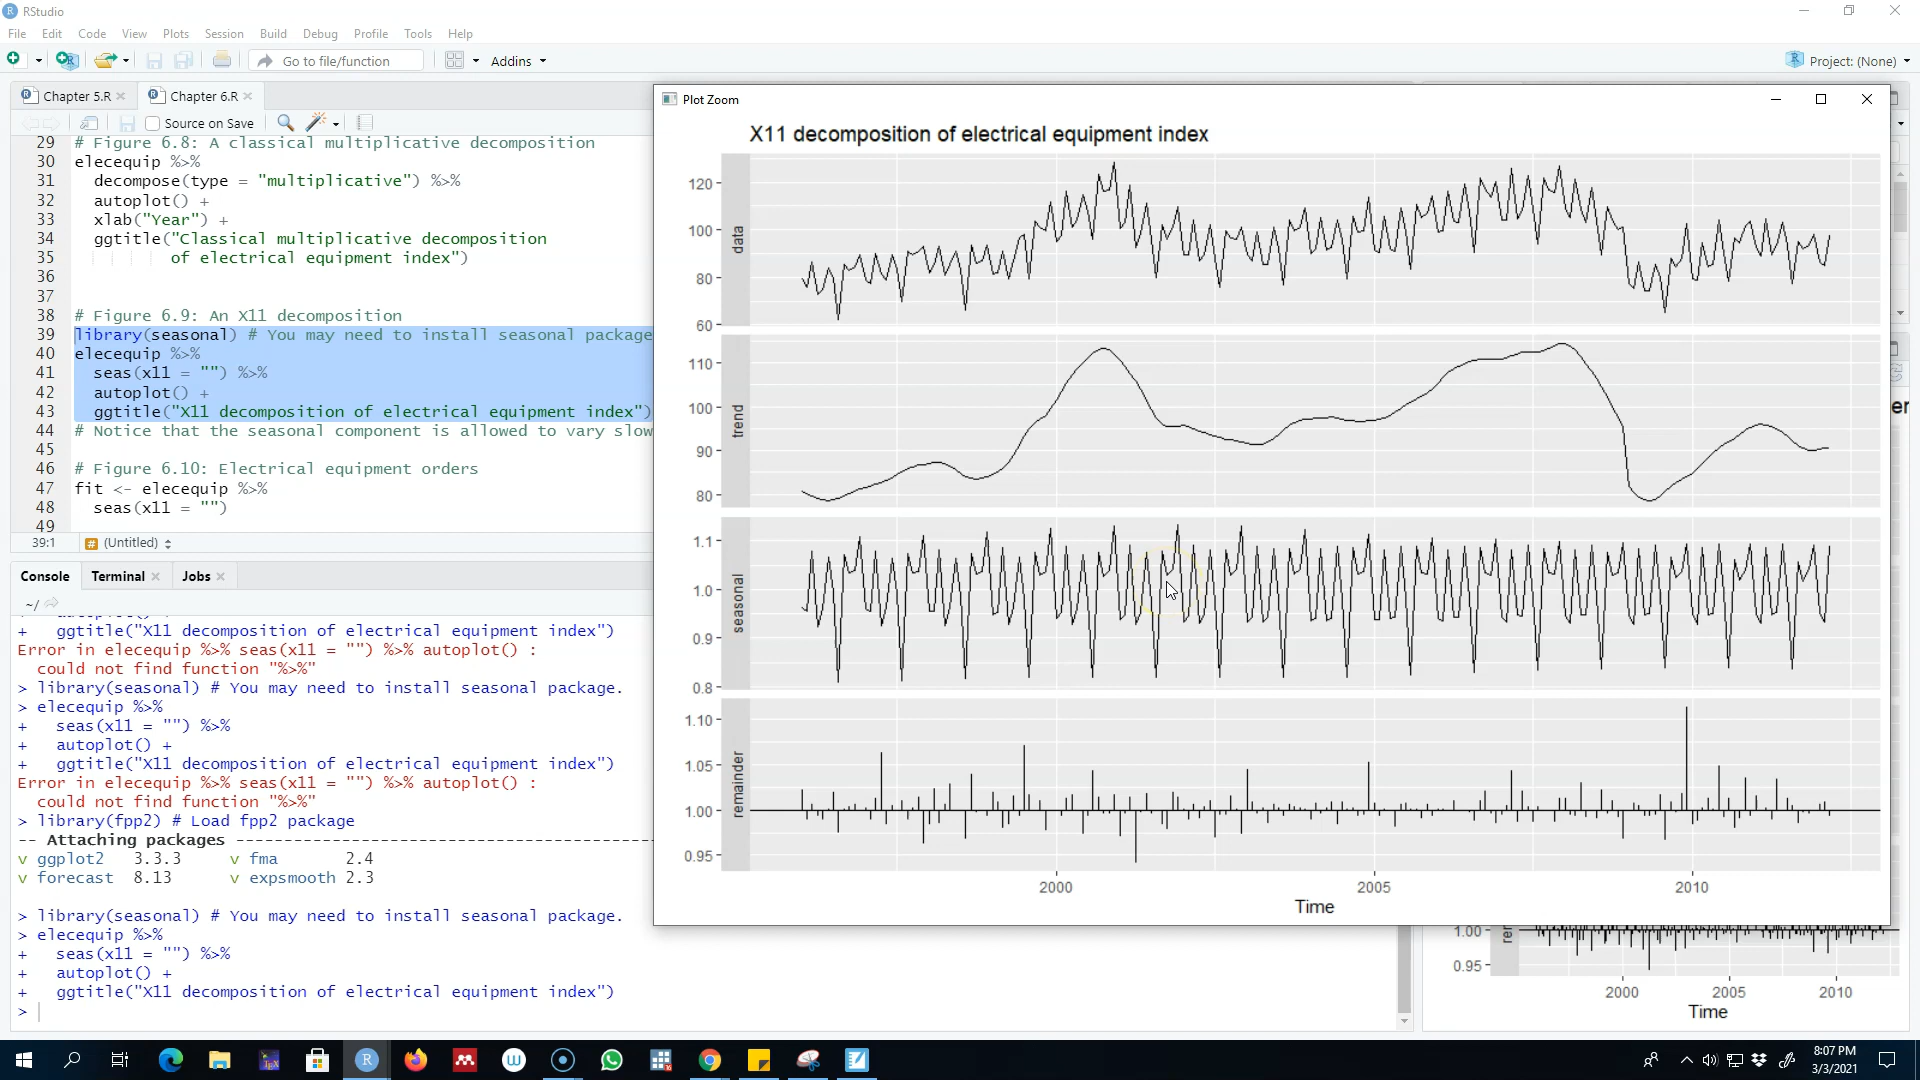 RStudio
File Edit Code View Plots Session Build Debug Profile Tools Help
Go to file/function
Addins
Project: (None)
Chapter 5.R
Chapter 6.R
Source on Save
29 # Figure 6.8: A classical multiplicative decomposition
30 elecequip %>%
31 decompose(type = "multiplicative") %>%
32 autoplot() +
33 xlab("Year") +
34 ggtitle("Classical multiplicative decomposition
35 of electrical equipment index")
36
37
38 # Figure 6.9: An X11 decomposition
39 library(seasonal) # You may need to install seasonal package
40 elecequip %>%
41 seas(x11 = "") %>%
42 autoplot() +
43 ggtitle("X11 decomposition of electrical equipment index")
44 # Notice that the seasonal component is allowed to vary slow
45
46 # Figure 6.10: Electrical equipment orders
47 fit <- elecequip %>%
48 seas(x11 = "")
49
39:1
# (Untitled)
Console
Terminal
Jobs
~/
+ ggtitle("X11 decomposition of electrical equipment index")
Error in elecequip %>% seas(x11 = "") %>% autoplot() :
could not find function "%>%"
> library(seasonal) # You may need to install seasonal package.
> elecequip %>%
+ seas(x11 = "") %>%
+ autoplot() +
+ ggtitle("X11 decomposition of electrical equipment index")
Error in elecequip %>% seas(x11 = "") %>% autoplot() :
could not find function "%>%"
> library(fpp2) # Load fpp2 package
-- Attaching packages ----------------------------------------
v ggplot2 3.3.3 v fma 2.4
v forecast 8.13 v expsmooth 2.3
> library(seasonal) # You may need to install seasonal package.
> elecequip %>%
+ seas(x11 = "") %>%
+ autoplot() +
+ ggtitle("X11 decomposition of electrical equipment index")
>
Plot Zoom
X11 decomposition of electrical equipment index
120
100
80
60
data
110
100
90
80
trend
1.1
1.0
0.9
0.8
seasonal
1.10
1.05
1.00
0.95
remainder
2000 2005 2010
Time
er
1.00
rer
0.95
2000 2005 2010
Time
8:07 PM
3/3/2021